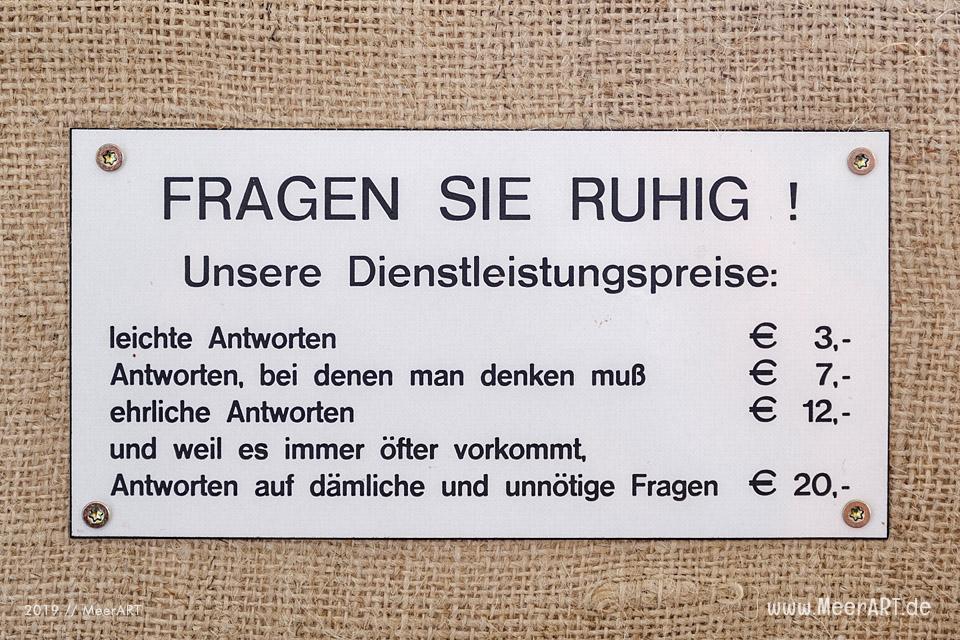 FRAGEN SIE RUHIG !
Unsere Dienstleistungspreise:
leichte Antworten € 3,-
Antworten, bei denen man denken muß € 7,-
ehrliche Antworten € 12,-
und weil es immer öfter vorkommt,
Antworten auf dämliche und unnötige Fragen € 20,-
2019 // MeerART
www.MeerART.de